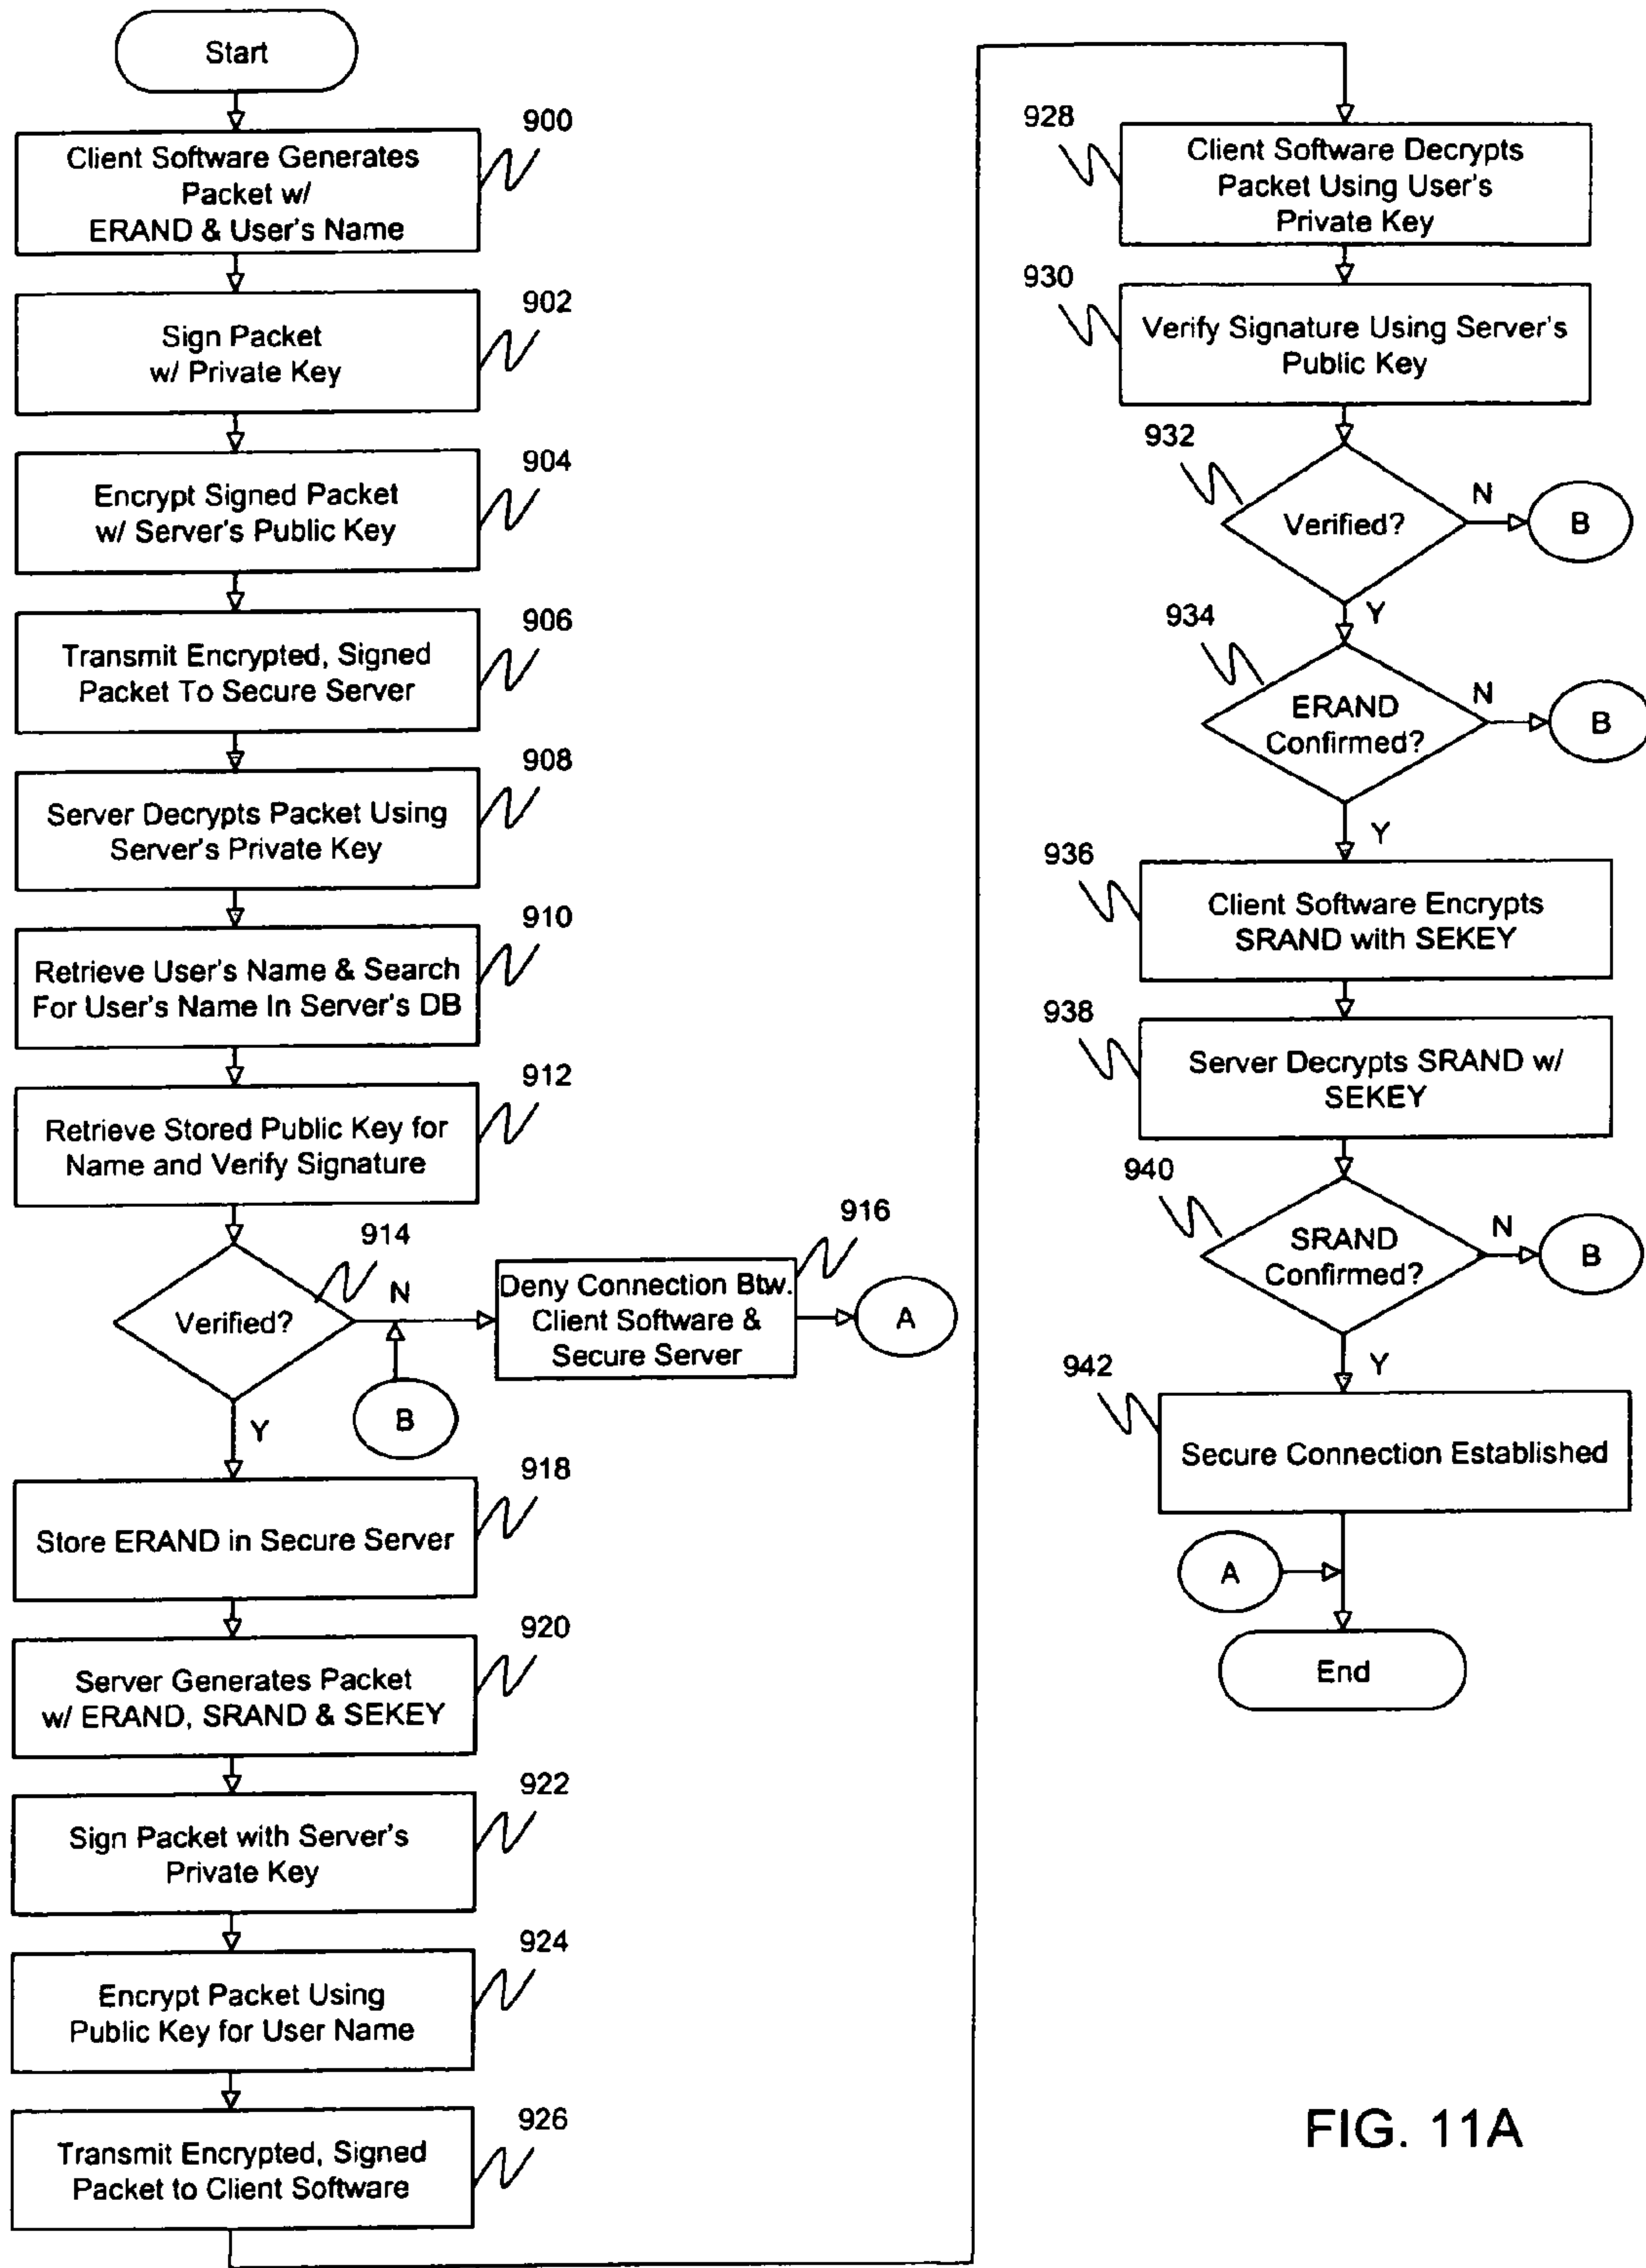 Start
900
Client Software Generates
Packet w/
ERAND & User's Name
902
Sign Packet
w/ Private Key
904
Encrypt Signed Packet
w/ Server's Public Key
906
Transmit Encrypted, Signed
Packet To Secure Server
908
Server Decrypts Packet Using
Server's Private Key
910
Retrieve User's Name & Search
For User's Name In Server's DB
912
Retrieve Stored Public Key for
Name and Verify Signature
914
Verified?
N
B
916
Deny Connection Btw.
Client Software &
Secure Server
A
Y
918
Store ERAND in Secure Server
920
Server Generates Packet
w/ ERAND, SRAND & SEKEY
922
Sign Packet with Server's
Private Key
924
Encrypt Packet Using
Public Key for User Name
926
Transmit Encrypted, Signed
Packet to Client Software
928
Client Software Decrypts
Packet Using User's
Private Key
930
Verify Signature Using Server's
Public Key
932
Verified?
N
B
Y
934
ERAND
Confirmed?
N
B
Y
936
Client Software Encrypts
SRAND with SEKEY
938
Server Decrypts SRAND w/
SEKEY
940
SRAND
Confirmed?
N
B
Y
942
Secure Connection Established
A
End
FIG. 11A